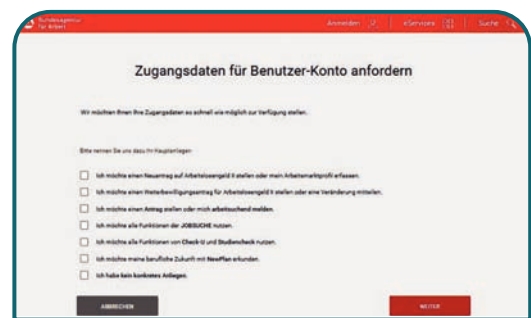 Bundesagentur
für Arbeit
Anmelden
eServices
Suche
Zugangsdaten für Benutzer-Konto anfordern
Wir möchten Ihnen Ihre Zugangsdaten so schnell wie möglich zur Verfügung stellen.
Bitte nennen Sie uns dazu Ihr Hauptanliegen:
Ich möchte einen Neuantrag auf Arbeitslosengeld II stellen oder mein Arbeitsmarktprofil erfassen.
Ich möchte einen Weiterbewilligungsantrag für Arbeitslosengeld II stellen oder eine Veränderung mitteilen.
Ich möchte einen Antrag stellen oder mich arbeitsuchend melden.
Ich möchte alle Funktionen der JOBSUCHE nutzen.
Ich möchte alle Funktionen von Check-U und Studiencheck nutzen.
Ich möchte meine berufliche Zukunft mit NewPlan erkunden.
Ich habe kein konkretes Anliegen.
ABBRECHEN
WEITER